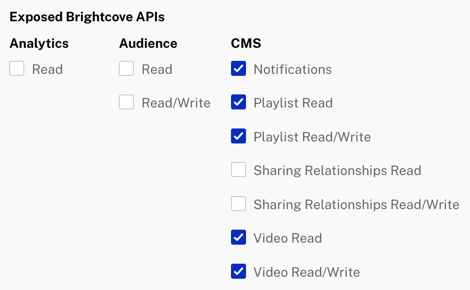 Exposed Brightcove APIs
Analytics
Read
Audience
Read
Read/Write
CMS
Notifications
Playlist Read
Playlist Read/Write
Sharing Relationships Read
Sharing Relationships Read/Write
Video Read
Video Read/Write